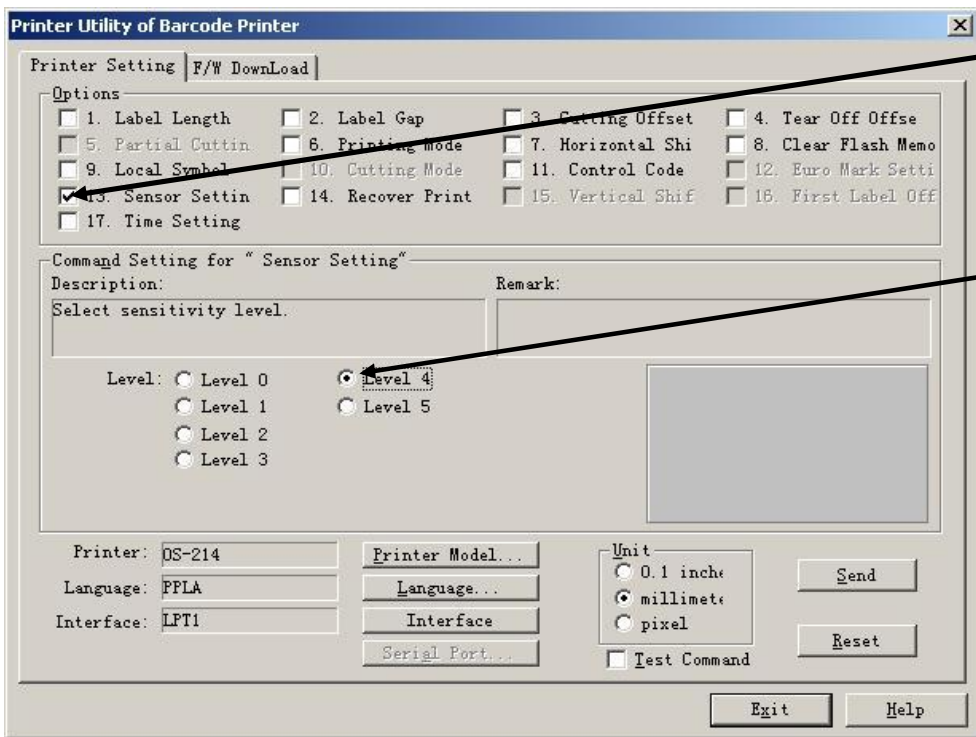 Printer Utility of Barcode Printer
Printer Setting F/W DownLoad
Options
1. Label Length 2. Label Gap 3. Cutting Offset 4. Tear Off Offse
5. Partial Cuttin 6. Printing Mode 7. Horizontal Shi 8. Clear Flash Memo
9. Local Symbol 10. Cutting Mode 11. Control Code 12. Euro Mark Setti
13. Sensor Settin 14. Recover Print 15. Vertical Shif 16. First Label Off
17. Time Setting
Command Setting for " Sensor Setting"
Description: Remark:
Select sensitivity level.
Level: Level 0 Level 4
Level 1 Level 5
Level 2
Level 3
Printer: OS-214 Printer Model... Unit
Language: PPLA Language... 0.1 inche Send
Interface: LPT1 Interface millimete
Serial Port... pixel Reset
Test Command
Exit Help